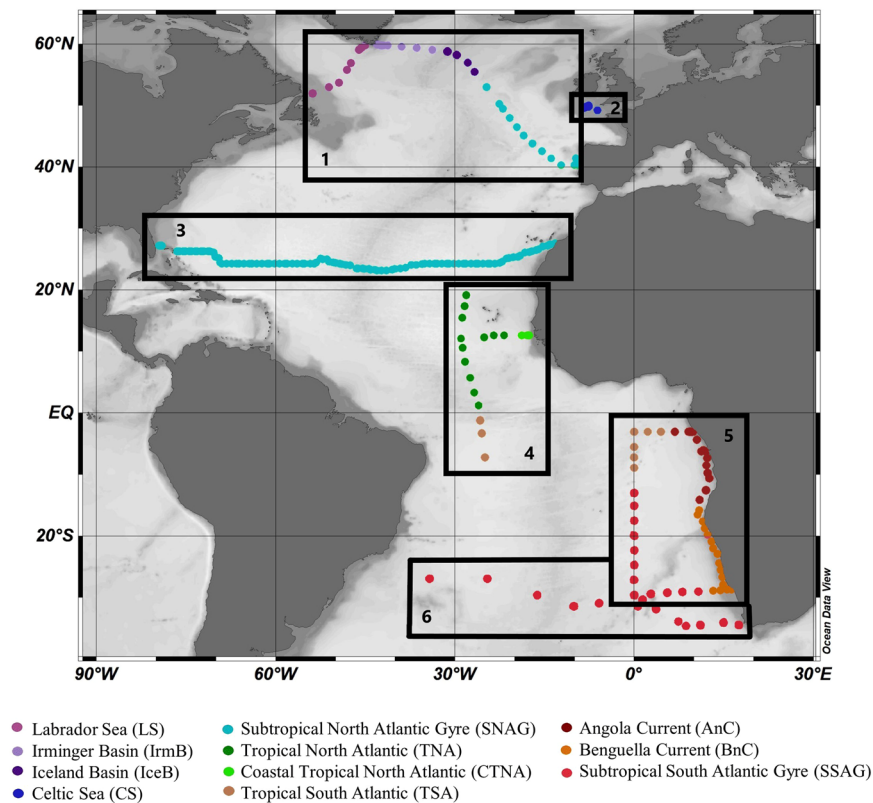 60°N
2
1
40°N
3
20°N
EQ
4
5
20°S
6
Ocean Data View
90°W 60°W 30°W 0° 30°E
Labrador Sea (LS)
Irminger Basin (IrmB)
Iceland Basin (IceB)
Celtic Sea (CS)
Subtropical North Atlantic Gyre (SNAG)
Tropical North Atlantic (TNA)
Coastal Tropical North Atlantic (CTNA)
Tropical South Atlantic (TSA)
Angola Current (AnC)
Benguella Current (BnC)
Subtropical South Atlantic Gyre (SSAG)